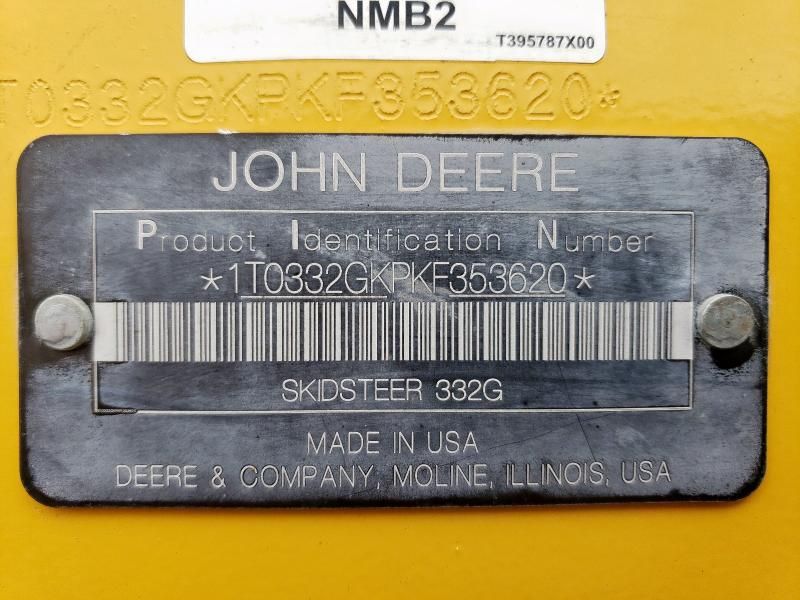 NMB2
T395787X00
T0332GKPKF353620*
JOHN DEERE
Product Identification Number
*1T0332GKPKF353620*
SKIDSTEER 332G
MADE IN USA
DEERE & COMPANY, MOLINE, ILLINOIS, USA